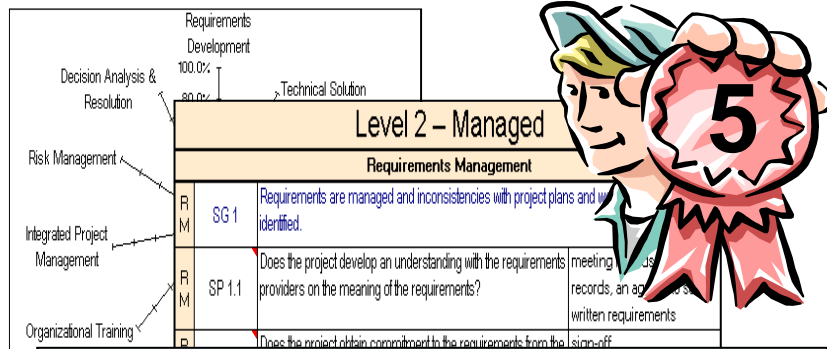 Requirements
Development
100.0%
Decision Analysis &
Resolution
80.0%
Technical Solution
Level 2 – Managed
Risk Management
Requirements Management
R
M
SG 1
Requirements are managed and inconsistencies with project plans and
identified.
Integrated Project
Management
R
M
SP 1.1
Does the project develop an understanding with the requirements
providers on the meaning of the requirements?
meeting
records, an
written requirements
Organizational Training
R
Does the project obtain commitment to the requirements from the
sign-off
5